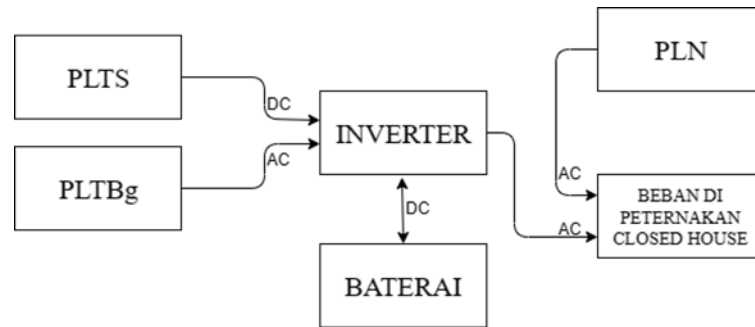 PLTS
DC
PLTBg
AC
INVERTER
DC
BATERAI
PLN
AC
BEBAN DI
PETERNAKAN
CLOSED HOUSE
AC